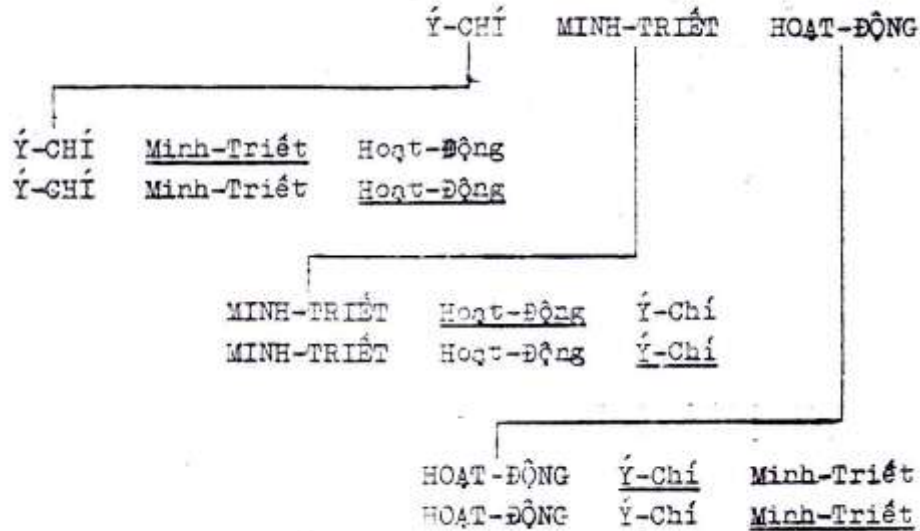 Ý-CHÍ MINH-TRIẾT HOẠT-ĐỘNG
Ý-CHÍ Minh-Triết Hoạt-Động
Ý-CHÍ Minh-Triết Hoạt-Động
MINH-TRIẾT Hoạt-Động Ý-Chí
MINH-TRIẾT Hoạt-Động Ý-Chí
HOẠT-ĐỘNG Ý-Chí Minh-Triết
HOẠT-ĐỘNG Ý-Chí Minh-Triết